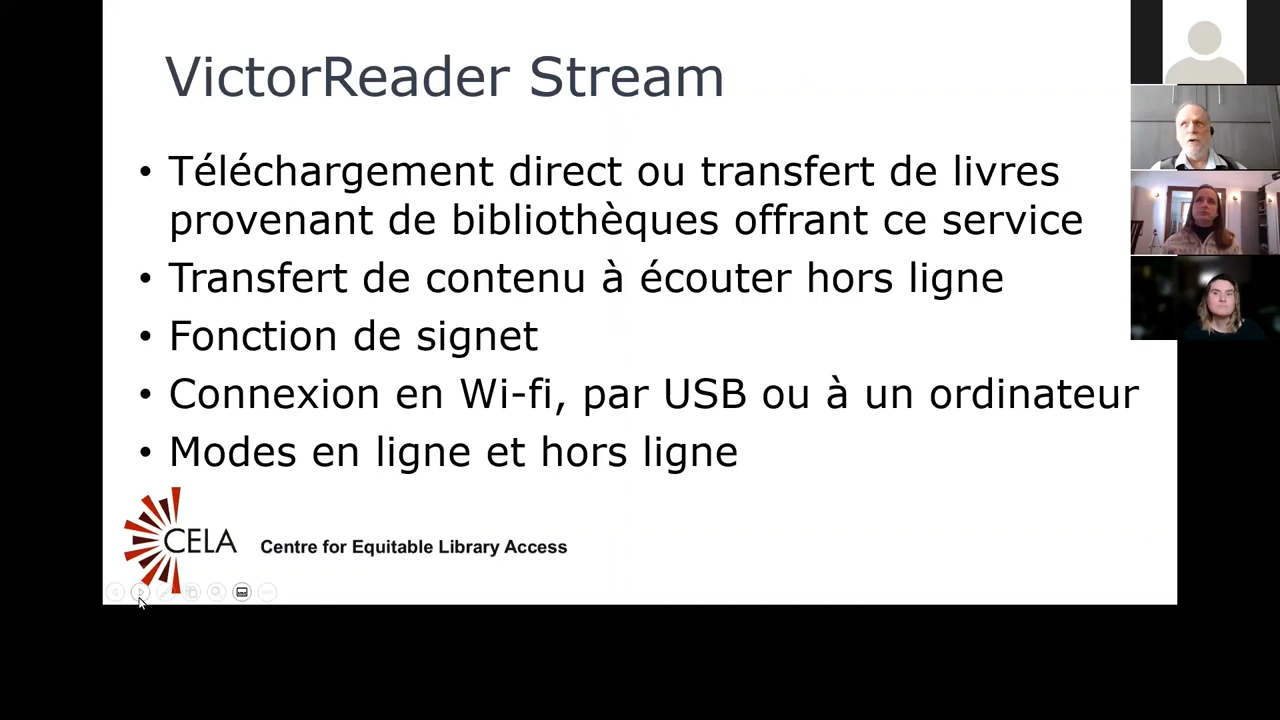 VictorReader Stream
• Téléchargement direct ou transfert de livres
provenant de bibliothèques offrant ce service
• Transfert de contenu à écouter hors ligne
• Fonction de signet
• Connexion en Wi-fi, par USB ou à un ordinateur
• Modes en ligne et hors ligne
CELA
Centre for Equitable Library Access